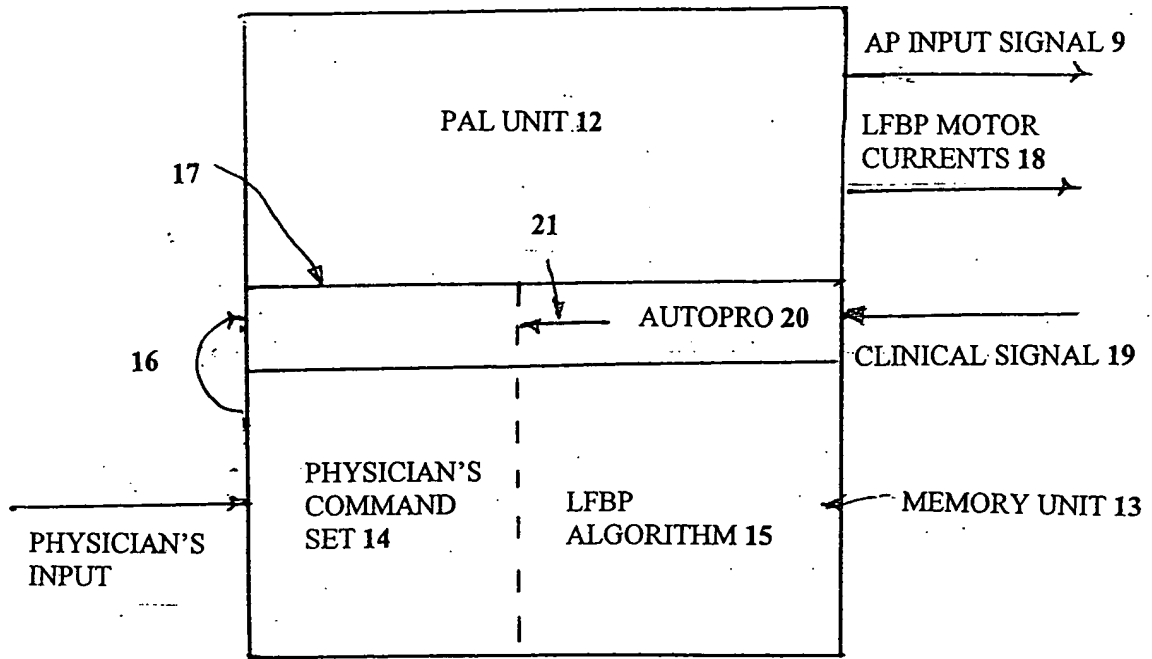 AP INPUT SIGNAL 9
PAL UNIT 12
LFBP MOTOR
CURRENTS 18
17
21
AUTOPRO 20
16
CLINICAL SIGNAL 19
PHYSICIAN'S
COMMAND
SET 14
LFBP
ALGORITHM 15
MEMORY UNIT 13
PHYSICIAN'S
INPUT